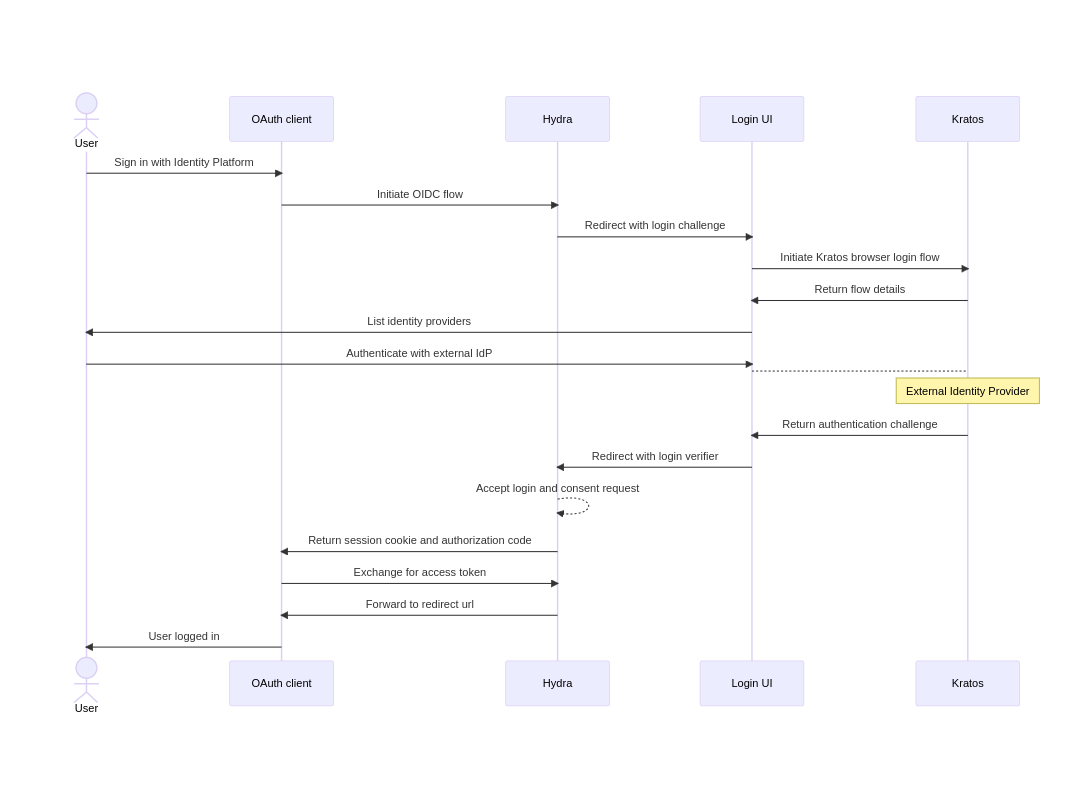 User
OAuth client
Hydra
Login UI
Kratos
Sign in with Identity Platform
Initiate OIDC flow
Redirect with login challenge
Initiate Kratos browser login flow
Return flow details
List identity providers
Authenticate with external IdP
External Identity Provider
Return authentication challenge
Redirect with login verifier
Accept login and consent request
Return session cookie and authorization code
Exchange for access token
Forward to redirect url
User logged in
User
OAuth client
Hydra
Login UI
Kratos